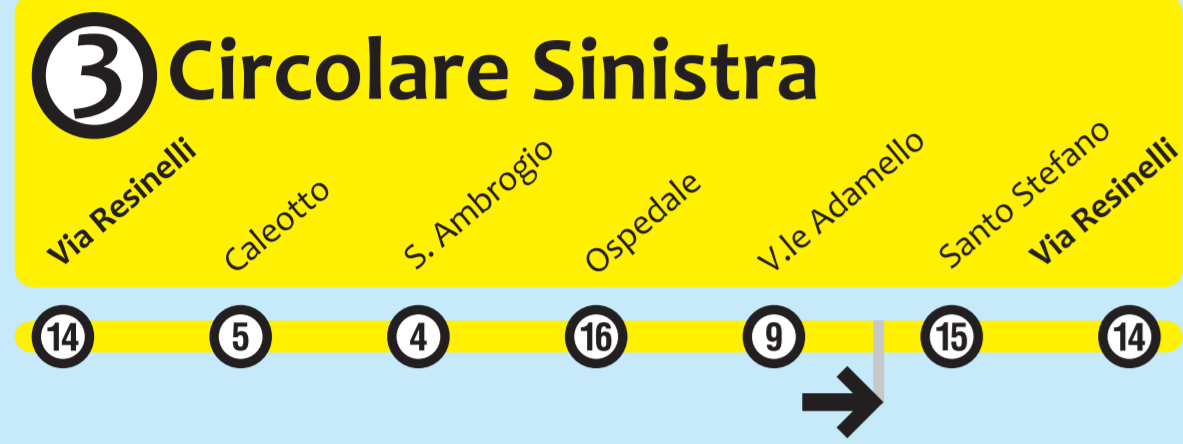 3 Circolare Sinistra
Via Resinelli
Caleotto
S. Ambrogio
Ospedale
V.le Adamello
Santo Stefano
Via Resinelli
14 5 4 16 9 15 14